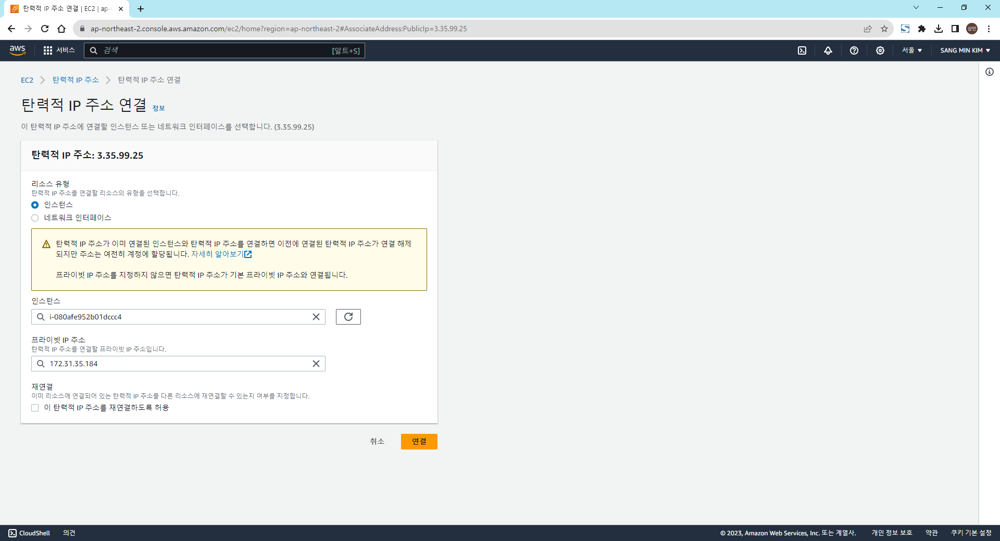 탄력적 IP 주소 연결 | EC2 | ap-
ap-northeast-2.console.aws.amazon.com/ec2/home?region=ap-northeast-2#AssociateAddress:PublicIp=3.35.99.25
상민
aws
서비스
검색
[알트+S]
서울
SANG MIN KIM
EC2
탄력적 IP 주소
탄력적 IP 주소 연결
탄력적 IP 주소 연결 정보
이 탄력적 IP 주소에 연결할 인스턴스 또는 네트워크 인터페이스를 선택합니다. (3.35.99.25)
탄력적 IP 주소: 3.35.99.25
리소스 유형
탄력적 IP 주소를 연결할 리소스의 유형을 선택합니다.
인스턴스
네트워크 인터페이스
탄력적 IP 주소가 이미 연결된 인스턴스와 탄력적 IP 주소를 연결하면 이전에 연결된 탄력적 IP 주소가 연결 해제
되지만 주소는 여전히 계정에 할당됩니다. 자세히 알아보기
프라이빗 IP 주소를 지정하지 않으면 탄력적 IP 주소가 기본 프라이빗 IP 주소와 연결됩니다.
인스턴스
i-080afe952b01dccc4
프라이빗 IP 주소
탄력적 IP 주소를 연결할 프라이빗 IP 주소입니다.
172.31.35.184
재연결
이미 리소스에 연결되어 있는 탄력적 IP 주소를 다른 리소스에 재연결할 수 있는지 여부를 지정합니다.
이 탄력적 IP 주소를 재연결하도록 허용
취소
연결
CloudShell
의견
© 2023, Amazon Web Services, Inc. 또는 계열사.
개인 정보 보호
약관
쿠키 기본 설정